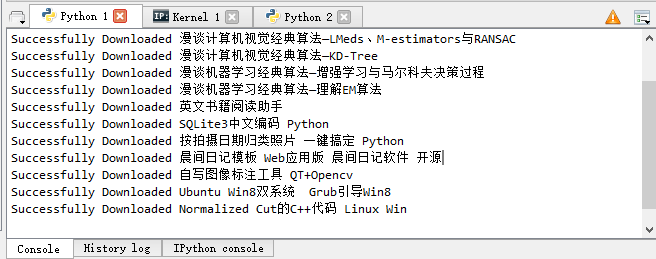 Python 1
IP: Kernel 1
Python 2
Successfully Downloaded 漫谈计算机视觉经典算法—LMeds、M-estimators与RANSAC
Successfully Downloaded 漫谈计算机视觉经典算法—KD-Tree
Successfully Downloaded 漫谈机器学习经典算法—增强学习与马尔科夫决策过程
Successfully Downloaded 漫谈机器学习经典算法—理解EM算法
Successfully Downloaded 英文书籍阅读助手
Successfully Downloaded SQLite3中文编码 Python
Successfully Downloaded 按拍摄日期归类照片 一键搞定 Python
Successfully Downloaded 晨间日记模板 Web应用版 晨间日记软件 开源
Successfully Downloaded 自写图像标注工具 QT+Opencv
Successfully Downloaded Ubuntu Win8双系统  Grub引导Win8
Successfully Downloaded Normalized Cut的C++代码 Linux Win
Console
History log
IPython console